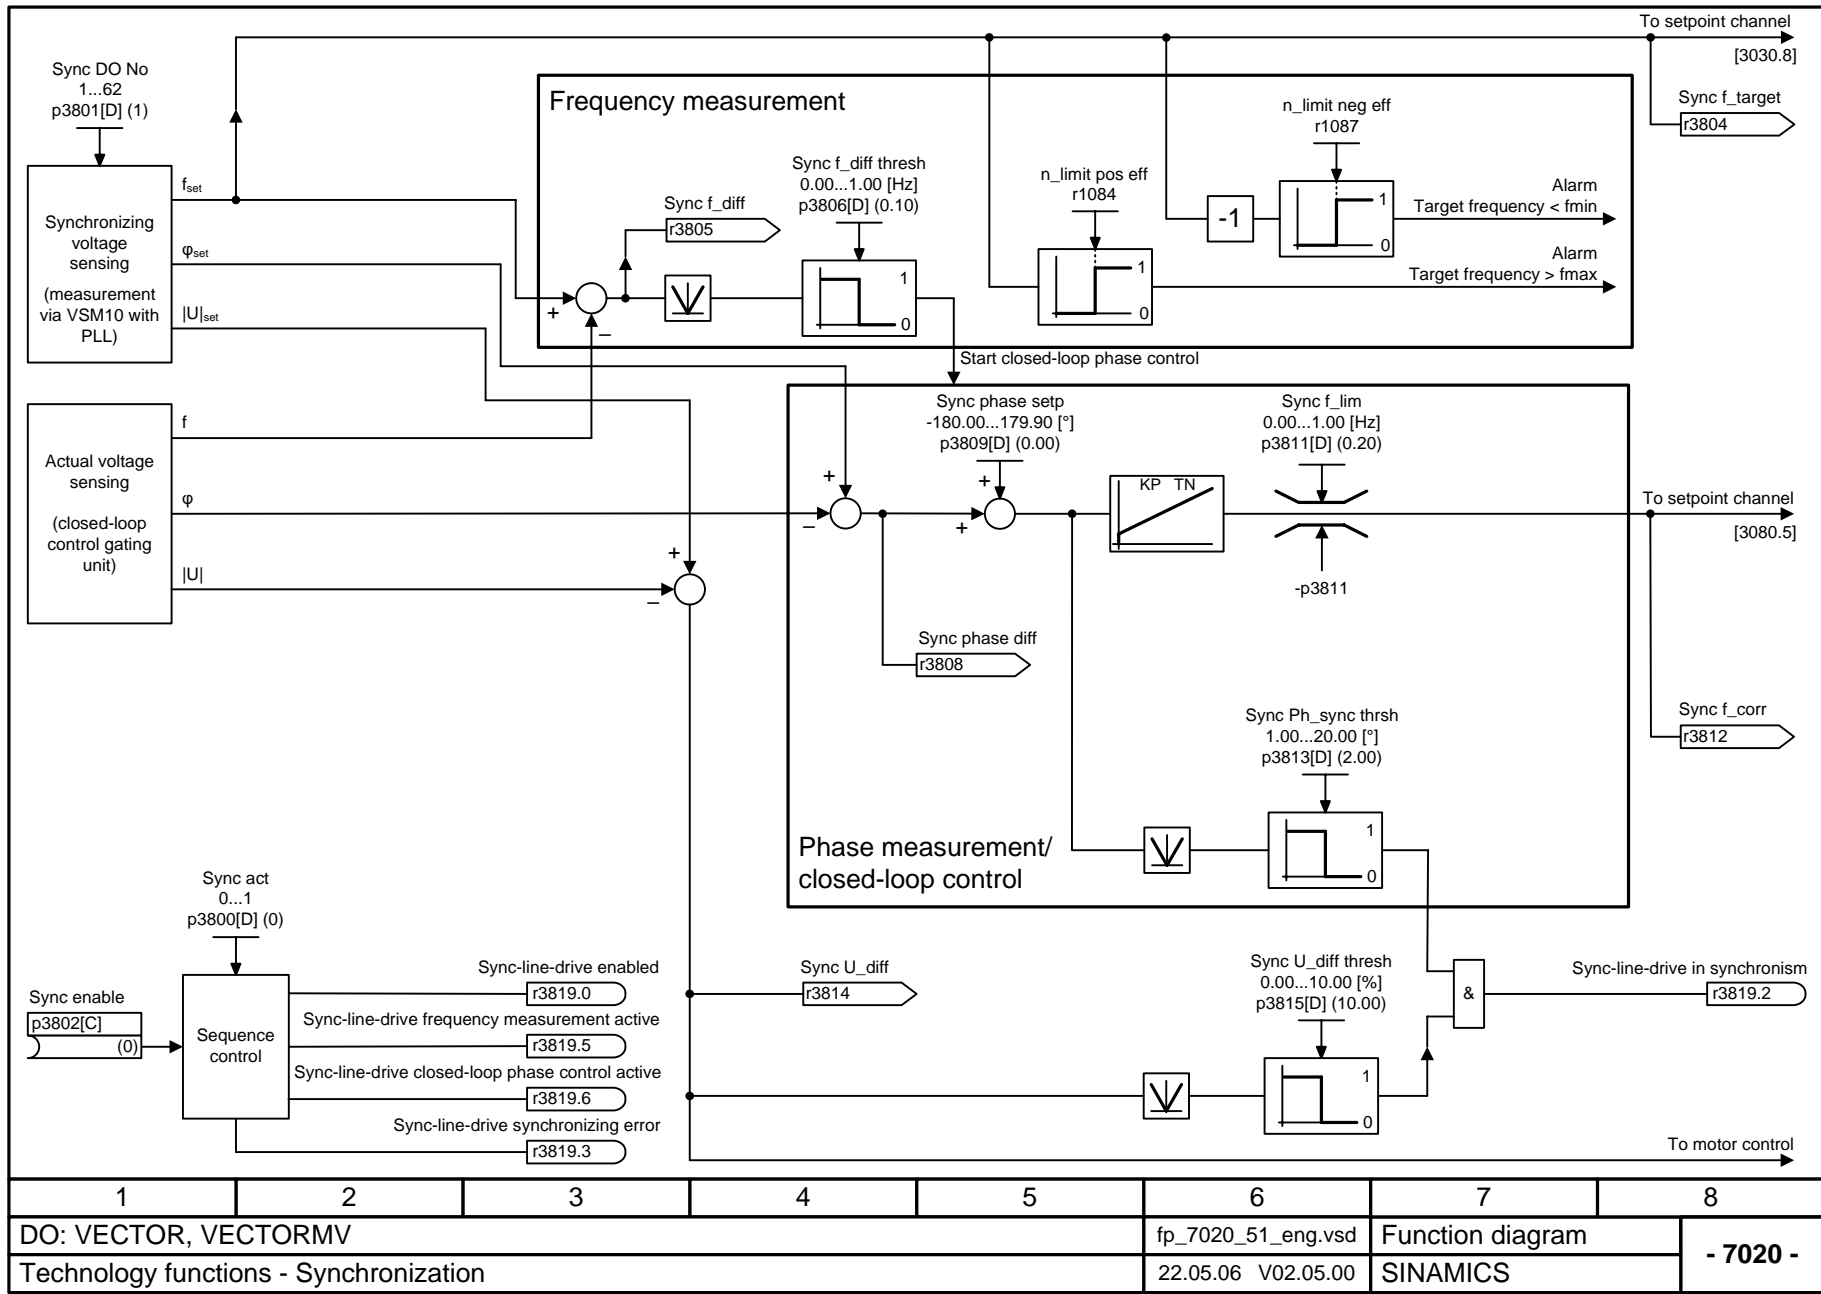 To setpoint channel
[3030.8]
Sync DO No
1...62
p3801[D] (1)
Frequency measurement
n_limit neg eff
r1087
Sync f_target
r3804
Synchronizing
voltage
sensing
(measurement
via VSM10 with
PLL)
fset
φset
|U|set
Sync f_diff
r3805
Sync f_diff thresh
0.00...1.00 [Hz]
p3806[D] (0.10)
1
0
n_limit pos eff
r1084
1
0
-1
1
0
Alarm
Target frequency < fmin
Alarm
Target frequency > fmax
+
–
Start closed-loop phase control
Actual voltage
sensing
(closed-loop
control gating
unit)
f
φ
|U|
Sync phase setp
-180.00...179.90 [°]
p3809[D] (0.00)
Sync f_lim
0.00...1.00 [Hz]
p3811[D] (0.20)
+
–
+
+
KP TN
-p3811
To setpoint channel
[3080.5]
+
–
Sync phase diff
r3808
Sync f_corr
r3812
Sync Ph_sync thrsh
1.00...20.00 [°]
p3813[D] (2.00)
1
0
Phase measurement/
closed-loop control
Sync act
0...1
p3800[D] (0)
Sync enable
p3802[C]
(0)
Sequence
control
Sync-line-drive enabled
r3819.0
Sync-line-drive frequency measurement active
r3819.5
Sync-line-drive closed-loop phase control active
r3819.6
Sync-line-drive synchronizing error
r3819.3
Sync U_diff
r3814
Sync U_diff thresh
0.00...10.00 [%]
p3815[D] (10.00)
1
0
&
Sync-line-drive in synchronism
r3819.2
To motor control
1 2 3 4 5 6 7 8
DO: VECTOR, VECTORMV
fp_7020_51_eng.vsd
Function diagram
- 7020 -
Technology functions - Synchronization
22.05.06 V02.05.00
SINAMICS